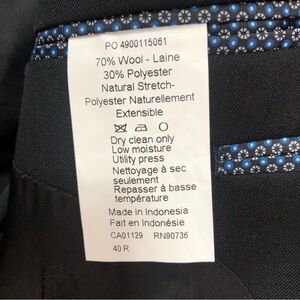 PO 4900115061
70% Wool - Laine
30% Polyester
Natural Stretch-
Polyester Naturellement
Extensible
Dry clean only
Low moisture
Utility press
Nettoyage à sec
seulement
Repasser à basse
température
Made in Indonesia
Fait en Indonésie
CA01129 RN90736
40 R